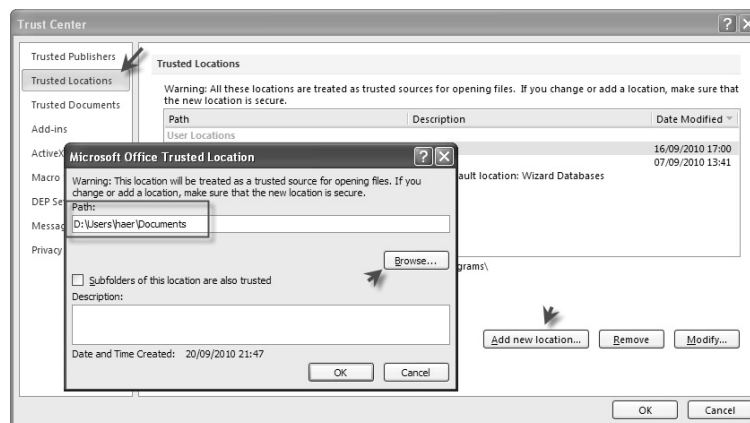 Trust Center
Trusted Publishers
Trusted Locations
Trusted Documents
Add-ins
ActiveX
Macro
DEP Se
Messag
Privacy
Trusted Locations
Warning: All these locations are treated as trusted sources for opening files. If you change or add a location, make sure that
the new location is secure.
Path Description Date Modified
User Locations
16/09/2010 17:00
07/09/2010 13:41
ault location: Wizard Databases
grams\
Add new location... Remove Modify...
OK Cancel
Microsoft Office Trusted Location
Warning: This location will be treated as a trusted source for opening files. If you
change or add a location, make sure that the new location is secure.
Path:
D:\Users\haer\Documents
Browse...
Subfolders of this location are also trusted
Description:
Date and Time Created: 20/09/2010 21:47
OK Cancel